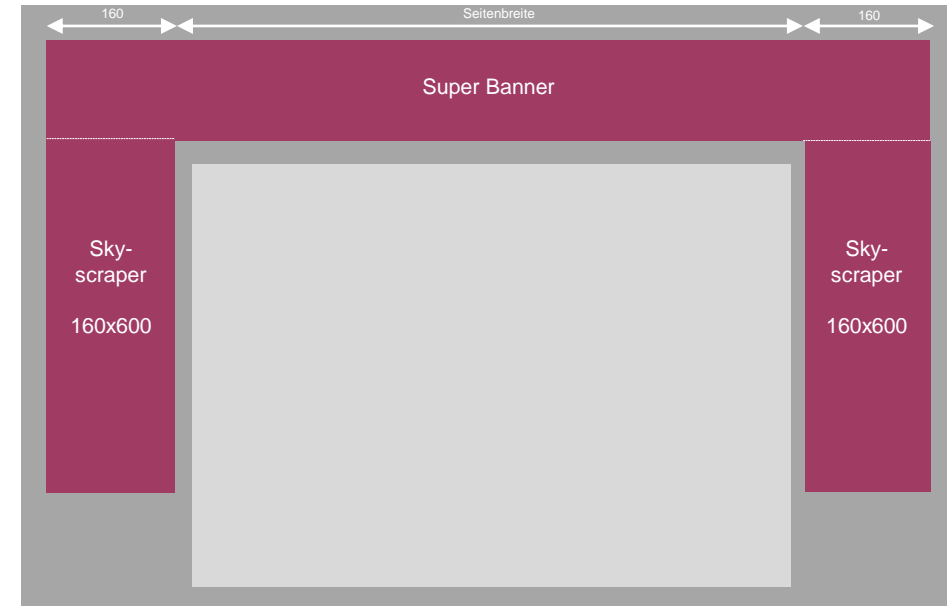 160
Seitenbreite
160
Super Banner
Sky-
scraper
160x600
Sky-
scraper
160x600